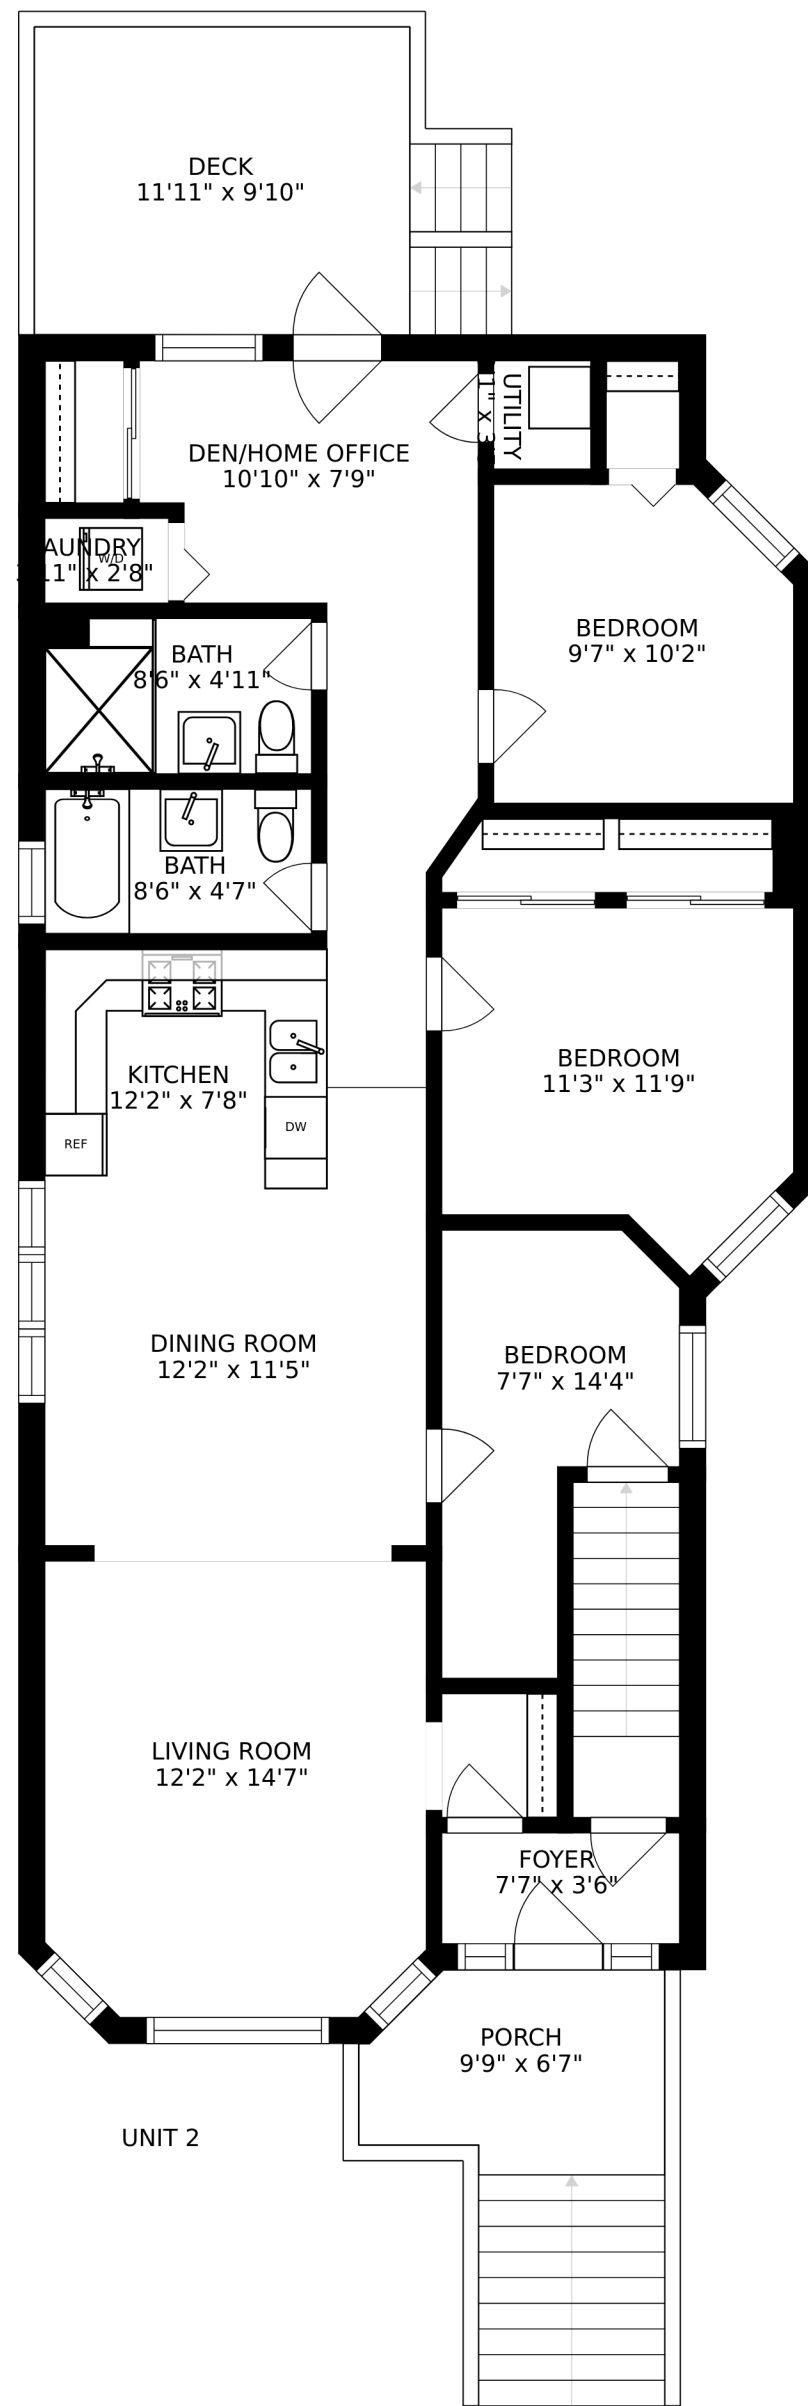 DECK
11'11" x 9'10"
DEN/HOME OFFICE
10'10" x 7'9"
UTILITY
W/D
11" x 2'8"
BEDROOM
9'7" x 10'2"
BATH
8'6" x 4'11"
BATH
8'6" x 4'7"
KITCHEN
12'2" x 7'8"
REF
DW
BEDROOM
11'3" x 11'9"
DINING ROOM
12'2" x 11'5"
BEDROOM
7'7" x 14'4"
LIVING ROOM
12'2" x 14'7"
FOYER
7'7" x 3'6"
PORCH
9'9" x 6'7"
UNIT 2